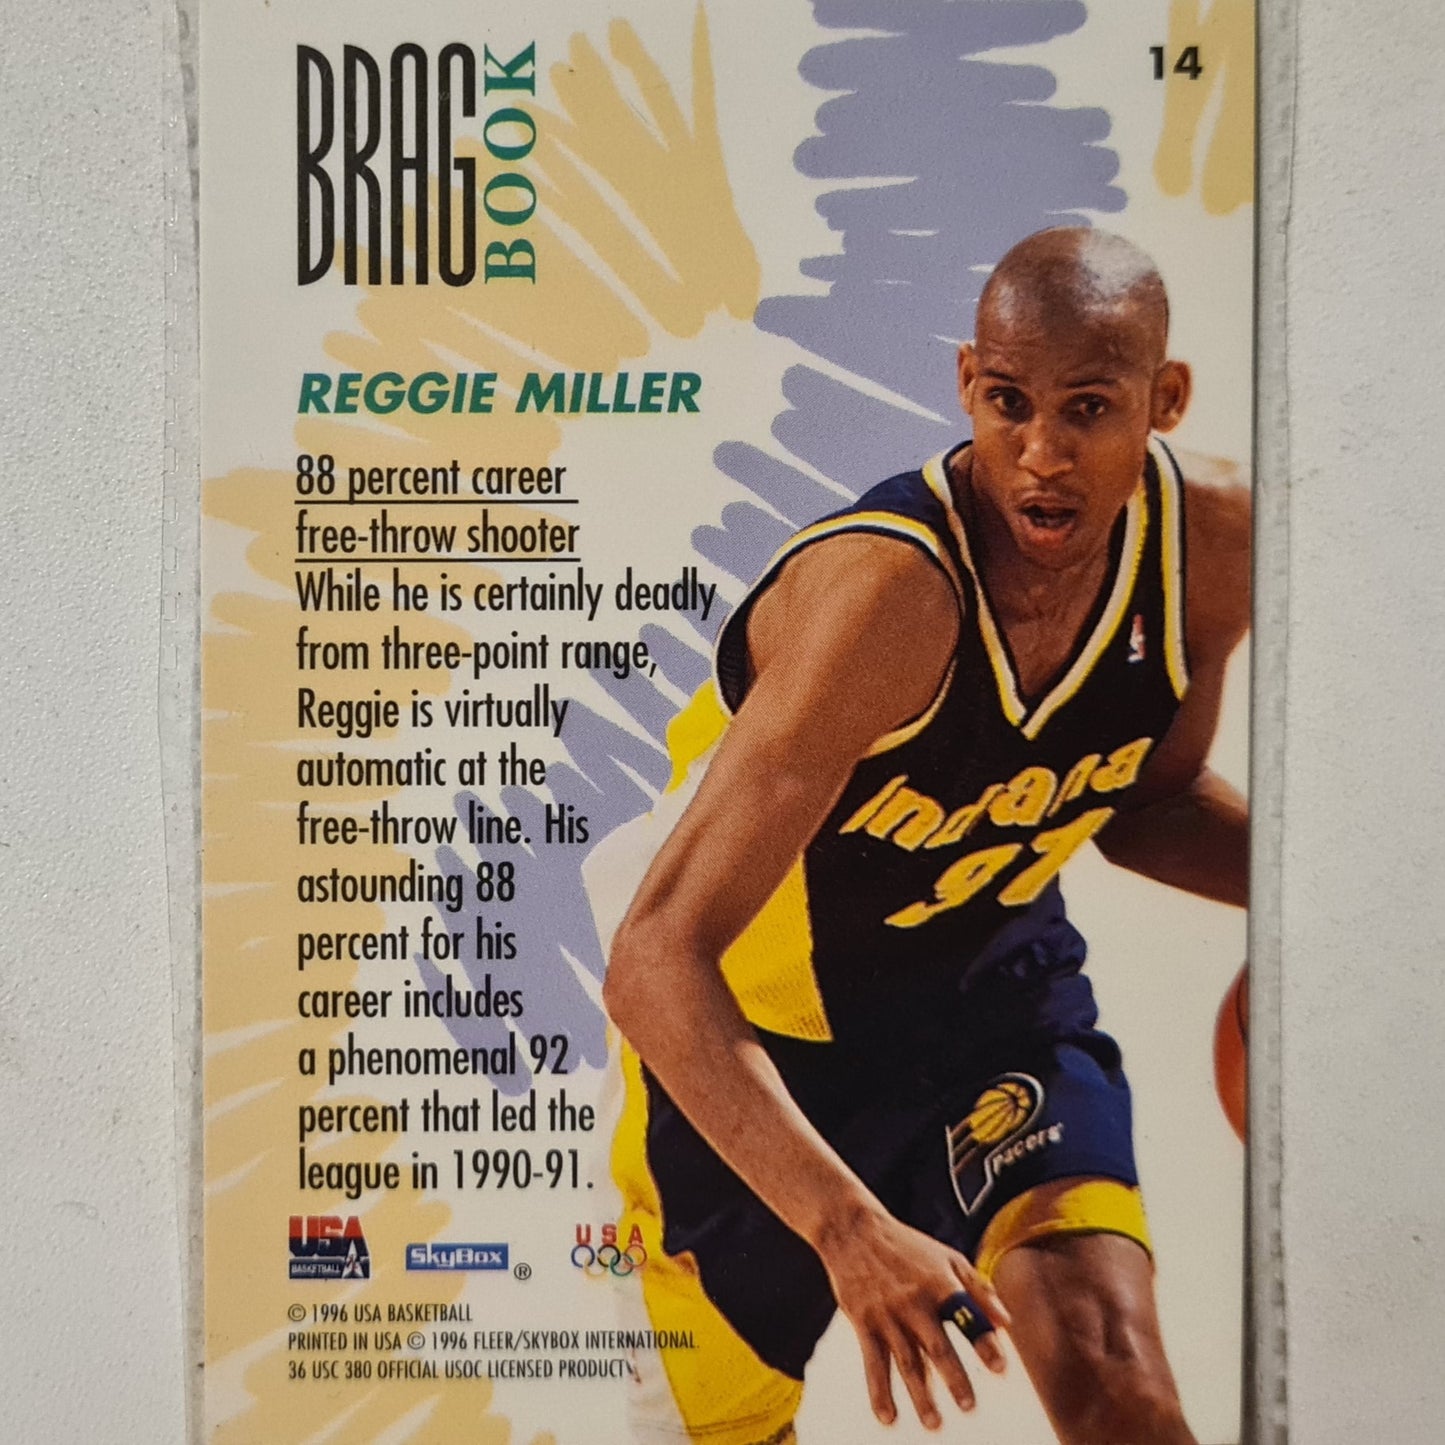 BRAG BOOK
14
REGGIE MILLER
88 percent career
free-throw shooter
While he is certainly deadly
from three-point range,
Reggie is virtually
automatic at the
free-throw line. His
astounding 88
percent for his
career includes
a phenomenal 92
percent that led the
league in 1990-91.
Indiana
31
Pacers
USA
BASKETBALL
SkyBox ®
USA
© 1996 USA BASKETBALL
PRINTED IN USA © 1996 FLEER/SKYBOX INTERNATIONAL.
36 USC 380 OFFICIAL USOC LICENSED PRODUCT